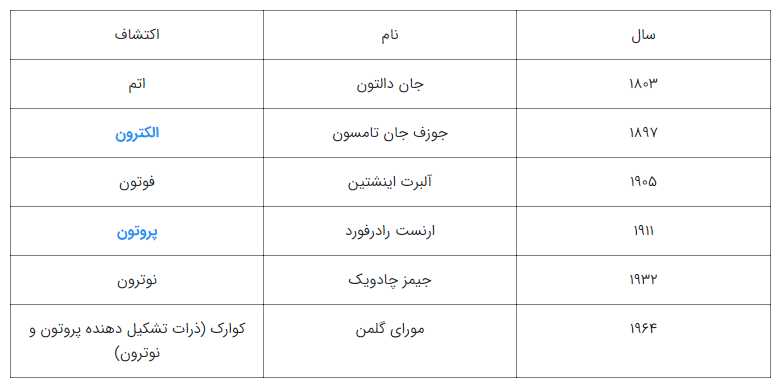 سال نام اکتشاف
۱۸۰۳ جان دالتون اتم
۱۸۹۷ جوزف جان تامسون الکترون
۱۹۰۵ آلبرت اینشتین فوتون
۱۹۱۱ ارنست رادرفورد پروتون
۱۹۳۲ جیمز چادویک نوترون
۱۹۶۴ مورای گلمن کوارک (ذرات تشکیل دهنده پروتون و
نوترون)